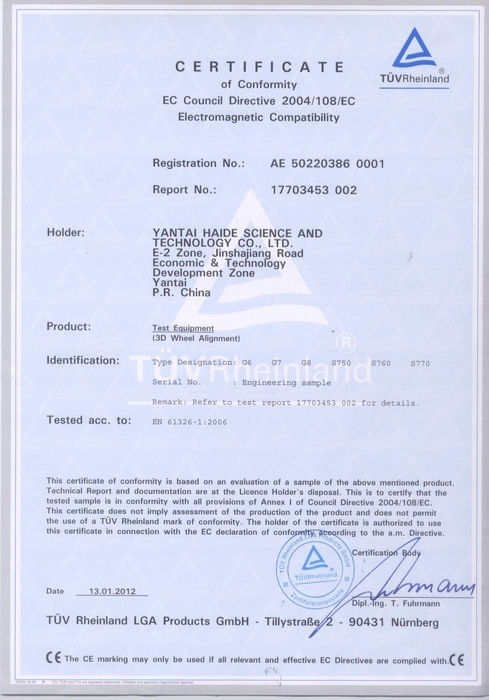 TÜVRheinland®
CERTIFICATE
of Conformity
EC Council Directive 2004/108/EC
Electromagnetic Compatibility
Registration No.: AE 50220386 0001
Report No.: 17703453 002
Holder: YANTAI HAIDE SCIENCE AND
TECHNOLOGY CO., LTD.
E-2 Zone, Jinshajiang Road
Economic & Technology
Development Zone
Yantai
P.R. China
Product: Test Equipment
(3D Wheel Alignment)
Identification: Type Designation: G6 G7 G8 S750 S760 S770
TÜVRheinland®
Serial No. : Engineering sample
Remark: Refer to test report 17703453 002 for details.
Tested acc. to: EN 61326-1:2006
This certificate of conformity is based on an evaluation of a sample of the above mentioned product.
Technical Report and documentation are at the Licence Holder's disposal. This is to certify that the
tested sample is in conformity with all provisions of Annex I of Council Directive 2004/108/EC.
This certificate does not imply assessment of the production of the product and does not permit
the use of a TÜV Rheinland mark of conformity. The holder of the certificate is authorized to use
this certificate in connection with the EC declaration of conformity according to the a.m. Directive.
TÜV Rheinland LGA Products GmbH
TÜVRheinland
Zertifizierungsstelle
Certification Body
Date 13.01.2012
Dipl.-Ing. T. Fuhrmann
TÜV Rheinland LGA Products GmbH - Tillystraße 2 - 90431 Nürnberg
CE The CE marking may only be used if all relevant and effective EC Directives are complied with. CE